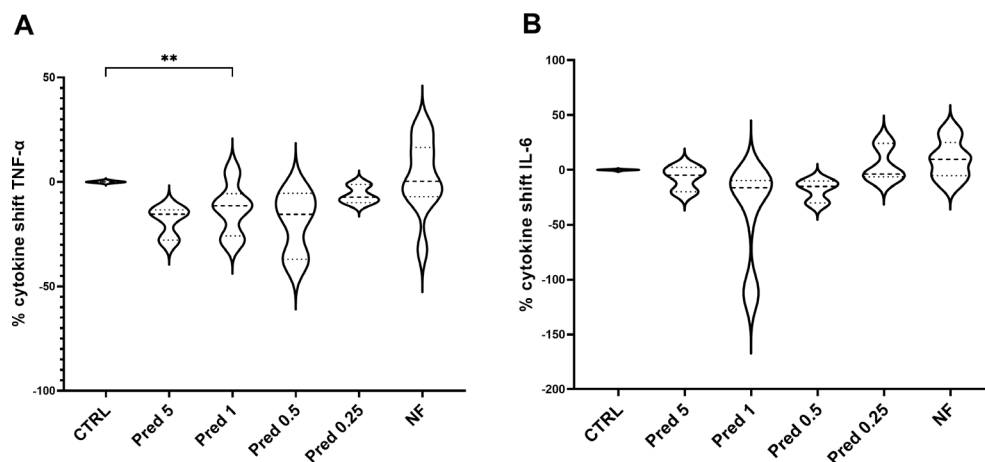 A
**
% cytokine shift TNF-α
50
0
-50
-100
CTRL
Pred 5
Pred 1
Pred 0.5
Pred 0.25
NF
B
% cytokine shift IL-6
100
50
0
-50
-100
-150
-200
CTRL
Pred 5
Pred 1
Pred 0.5
Pred 0.25
NF